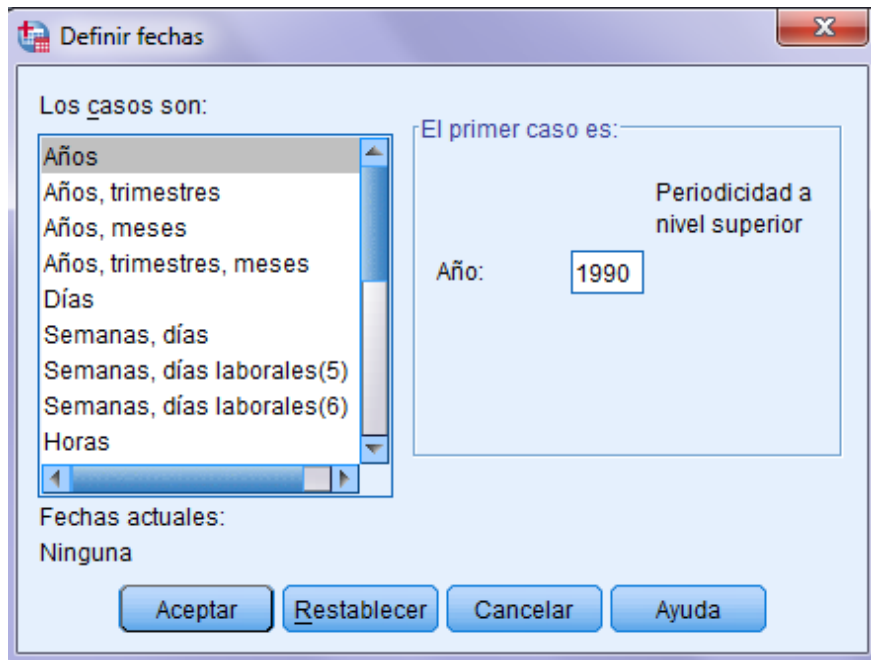 Definir fechas
Los casos son:
Años
Años, trimestres
Años, meses
Años, trimestres, meses
Días
Semanas, días
Semanas, días laborales(5)
Semanas, días laborales(6)
Horas
El primer caso es:
Periodicidad a
nivel superior
Año: 1990
Fechas actuales:
Ninguna
Aceptar Restablecer Cancelar Ayuda